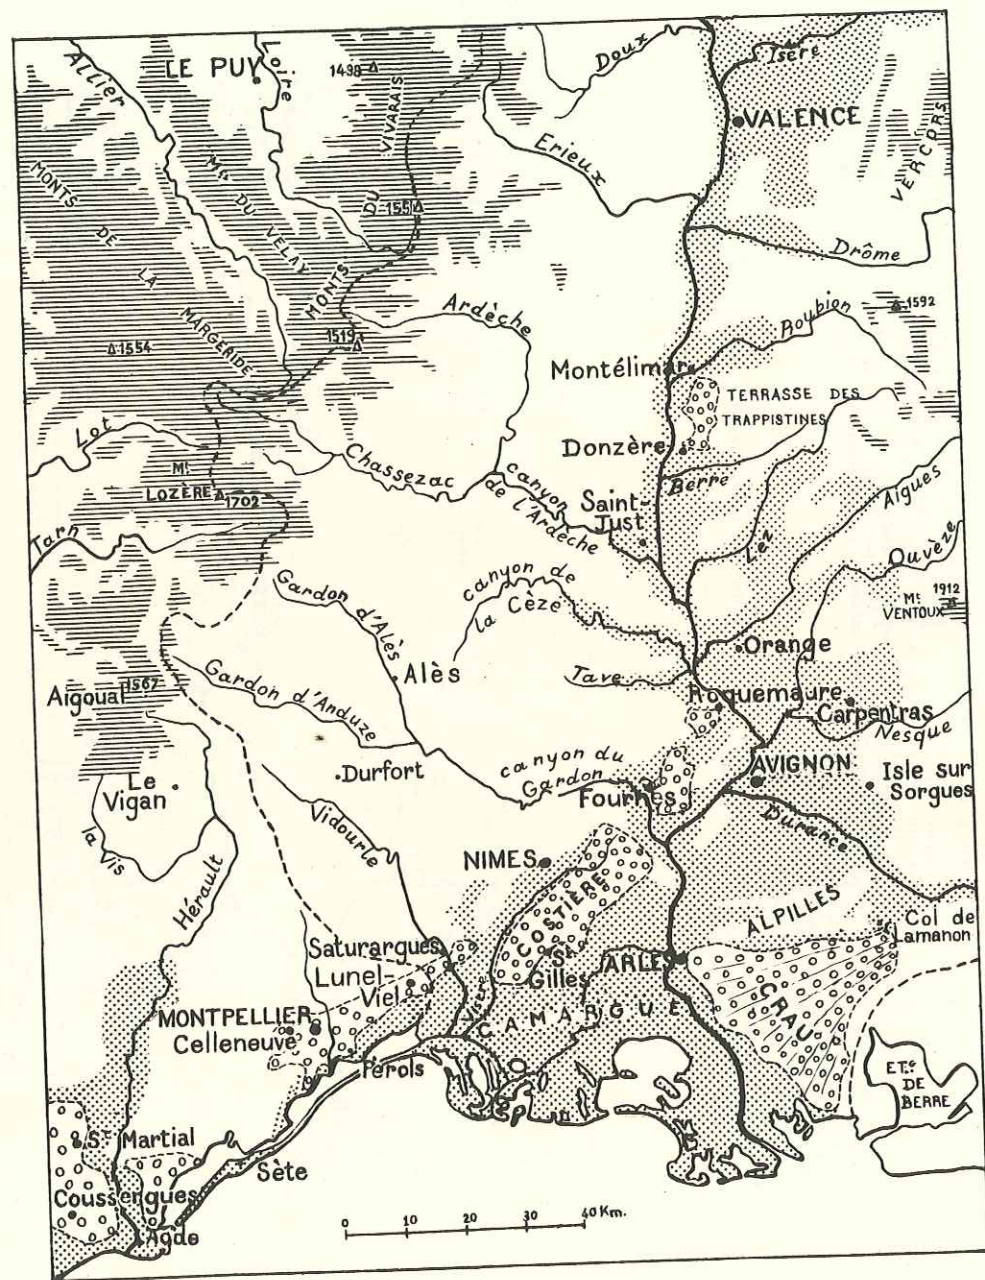 Allier
LE PUY
Loire
1498
Doux
Isère
VALENCE
Erieux
VERCORS
MONTS
DE
LA
MARGERIDE
Mts DU VELAY
MONTS
DU
VIVARAIS
1551
Drôme
Ardèche
Roubion
1592
1554
1519
Montélimar
TERRASSE DES
TRAPPISTINES
Lot
Chassezac
Donzère
Berre
canyon
de
l'Ardèche
Mt
LOZÈRE
1702
Saint-
Just
Lez
Aigues
Ouvèze
Tarn
Gardon d'Alès
canyon de
la Cèze
Mt
VENTOUX
1912
Alès
Orange
Tave
Aigoual
1567
Gardon d'Anduze
Roquemaure
Carpentras
Nesque
Durfort
canyon du
Gardon
AVIGNON
Isle sur
Sorgues
Le
Vigan
Fournès
la Vis
Vidourle
Durance
Hérault
NIMES
COSTIÈRE
ALPILLES
Col de
Lamanon
Saturargues
St
Gilles
ARLES
Lunel-
Viel
Vistre
CAMARGUE
CRAU
MONTPELLIER
Celleneuve
Pérols
ETG
DE
BERRE
St Martial
Sète
Coussergues
Agde
0 10 20 30 40 Km.